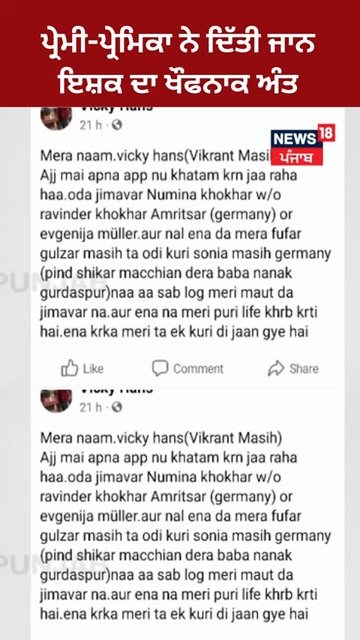 ਪ੍ਰੇਮੀ-ਪ੍ਰੇਮਿਕਾ ਨੇ ਦਿੱਤੀ ਜਾਨ
ਇਸ਼ਕ ਦਾ ਖੌਫਨਾਕ ਅੰਤ
Vicky Hans
21 h
NEWS 18
ਪੰਜਾਬ
Mera naam.vicky hans(Vikrant Masih
Ajj mai apna app nu khatam krn jaa raha
haa.oda jimavar Numina khokhar w/o
ravinder khokhar Amritsar (germany) or
evgenija müller.aur nal ena da mera fufar
gulzar masih ta odi kuri sonia masih germany
(pind shikar macchian dera baba nanak
gurdaspur)naa aa sab log meri maut da
jimavar na.aur ena na meri puri life khrb krti
hai.ena krka meri ta ek kuri di jaan gye hai
Like Comment Share
Vicky Hans
21 h
Mera naam.vicky hans(Vikrant Masih)
Ajj mai apna app nu khatam krn jaa raha
haa.oda jimavar Numina khokhar w/o
ravinder khokhar Amritsar (germany) or
evgenija müller.aur nal ena da mera fufar
gulzar masih ta odi kuri sonia masih germany
(pind shikar macchian dera baba nanak
gurdaspur)naa aa sab log meri maut da
jimavar na.aur ena na meri puri life khrb krti
hai.ena krka meri ta ek kuri di jaan gye hai
PUNJAB
PUNJAB